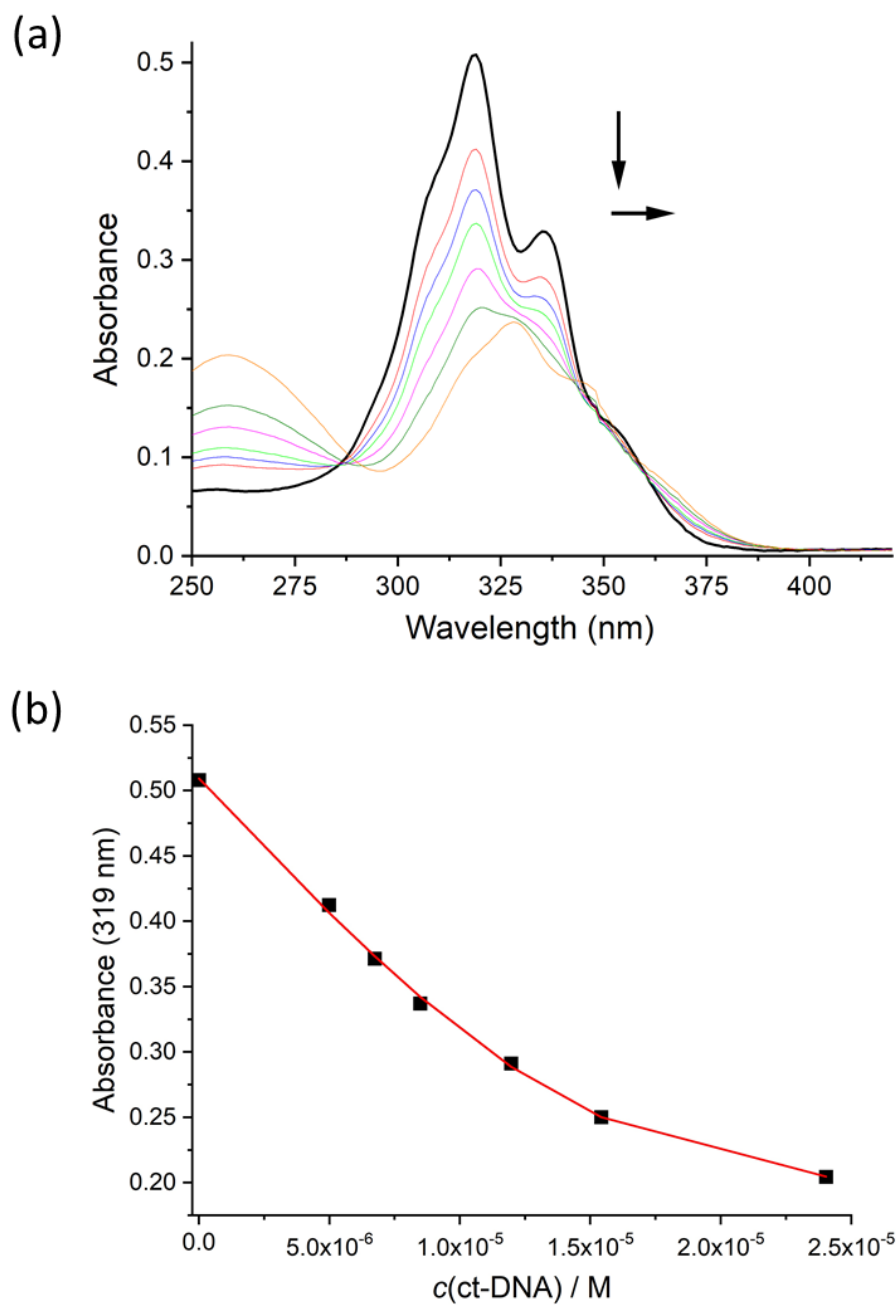 (a)
0.5
0.4
0.3
0.2
0.1
0.0
Absorbance
250 275 300 325 350 375 400
Wavelength (nm)
(b)
0.55
0.50
0.45
0.40
0.35
0.30
0.25
0.20
Absorbance (319 nm)
0.0 5.0x10⁻⁶ 1.0x10⁻⁵ 1.5x10⁻⁵ 2.0x10⁻⁵ 2.5x10⁻⁵
c(ct-DNA) / M